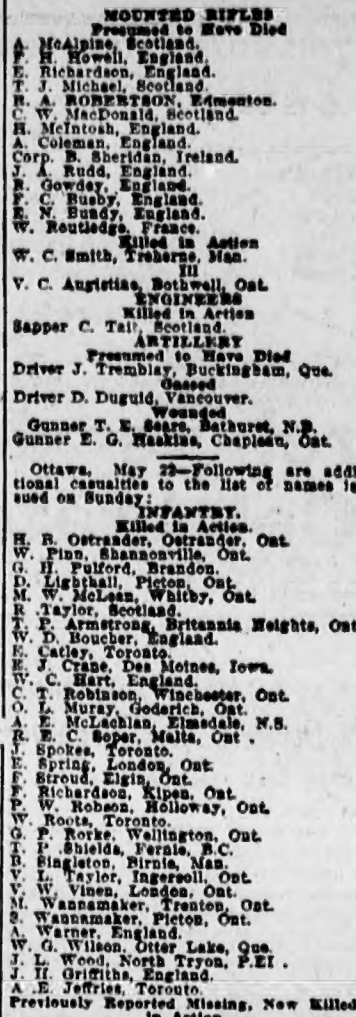 MOUNTED RIFLES
Presumed to Have Died
A. McAlpine, Scotland.
F. H. Howell, England.
E. Richardson, England.
T. J. Michael, Scotland.
R. A. ROBERTSON, Edmonton.
C. W. MacDonald, Scotland.
H. McIntosh, England.
A. Coleman, England.
Corp. B. Sheridan, Ireland.
J. A. Rudd, England.
R. Gowdey, England.
F. C. Busby, England.
E. N. Bundy, England.
W. Routledge, France.
Killed in Action
W. C. Smith, Treherne, Man.
Ill
V. C. Augistine, Bothwell, Ont.
ENGINEERS
Killed in Action
Sapper C. Tait, Scotland.
ARTILLERY
Presumed to Have Died
Driver J. Tremblay, Buckingham, Que.
Gassed
Driver D. Duguid, Vancouver.
Wounded
Gunner T. E. Sears, Bathurst, N.B.
Gunner E. G. Haskins, Chapleau, Ont.
Ottawa, May 22—Following are addi
tional casualties to the list of names is
sued on Sunday:
INFANTRY.
Killed in Action.
H. B. Ostrander, Ostrander, Ont.
W. Pinn, Shannonville, Ont.
G. H. Pulford, Brandon.
D. Lighthall, Picton, Ont.
M. W. McLean, Whitby, Ont.
R .Taylor, Scotland.
T. P. Armstrong, Britannia Heights, Ont
W. D. Boucher, England.
E. Catley, Toronto.
E. J. Crane, Des Moines, Iowa.
W. C. Hart, England.
C. T. Robinson, Winchester, Ont.
O. L. Muray, Goderich, Ont.
A. E. McLachlan, Elmsdale, N.S.
R. E. C. Soper, Malta, Ont .
J. Spokes, Toronto.
E. Spring, London, Ont.
F. Stroud, Elgin, Ont.
F. Richardson, Kipen, Ont.
P. W. Robson, Holloway, Ont.
W. Roots, Toronto.
G. P. Rorke, Wellington, Ont.
T. P .Shields, Fernie, B.C.
B. Singleton, Birnie, Man.
V. L. Taylor, Ingersoll, Ont.
V. W. Vinen, London, Ont.
M. Wannamaker, Trenton, Ont.
S. Wannamaker, Picton, Ont.
A. Warner, England.
W. G. Wilson, Otter Lake, Que.
J. L. Wood, North Tryon, P.EI .
J. H. Griffiths, England.
A .E. Jeffries, Toronto.
Previously Reported Missing, Now Killed
in Action